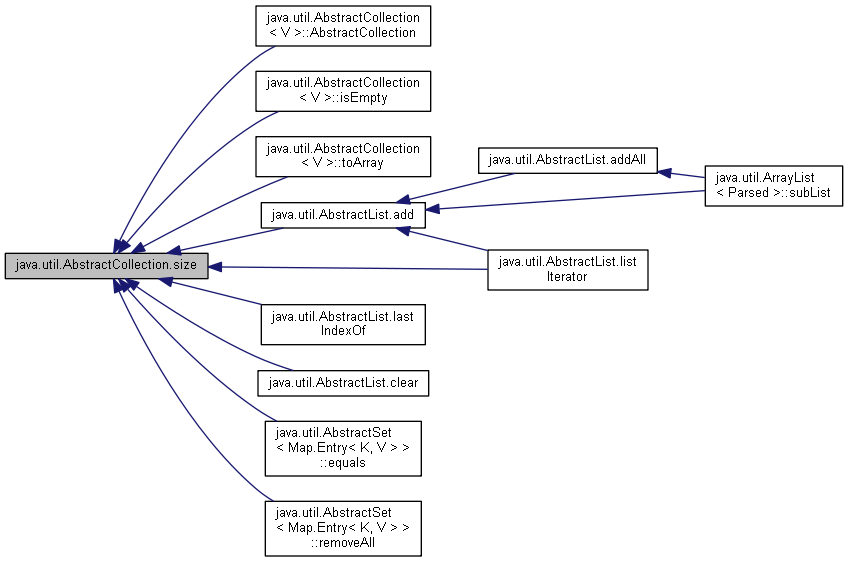 java.util.AbstractCollection
< V >::AbstractCollection
java.util.AbstractCollection
< V >::isEmpty
java.util.AbstractCollection
< V >::toArray
java.util.AbstractList.addAll
java.util.ArrayList
< Parsed >::subList
java.util.AbstractList.add
java.util.AbstractCollection.size
java.util.AbstractList.list
Iterator
java.util.AbstractList.last
IndexOf
java.util.AbstractList.clear
java.util.AbstractSet
< Map.Entry< K, V > >
::equals
java.util.AbstractSet
< Map.Entry< K, V > >
::removeAll